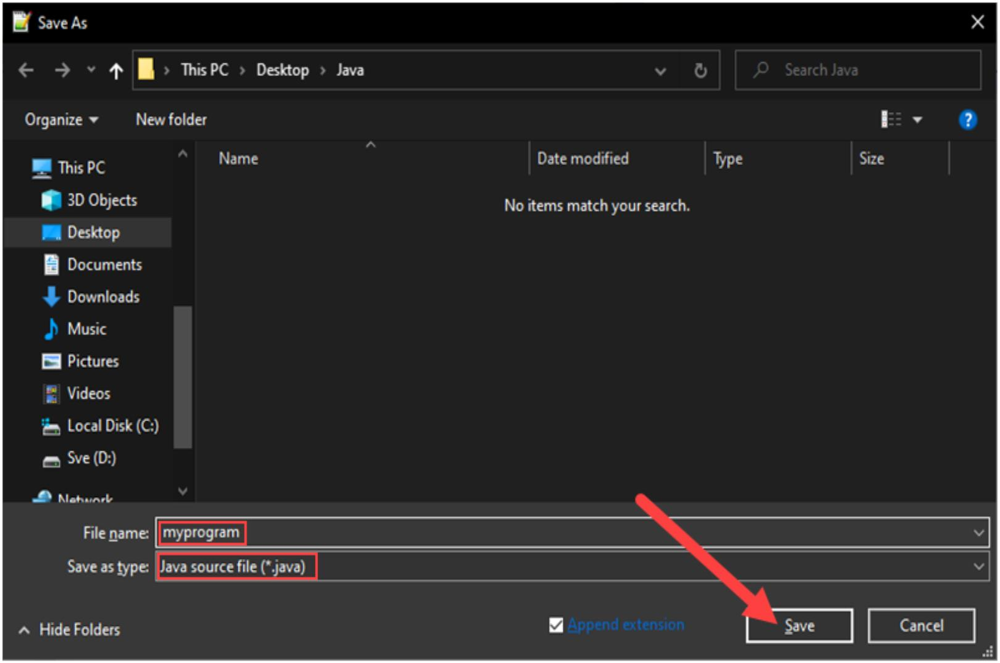 Save As
This PC > Desktop > Java
Search Java
Organize
New folder
?
Name
Date modified
Type
Size
No items match your search.
This PC
3D Objects
Desktop
Documents
Downloads
Music
Pictures
Videos
Local Disk (C:)
Sve (D:)
Network
File name: myprogram
Save as type: Java source file (*.java)
Hide Folders
Append extension
Save
Cancel